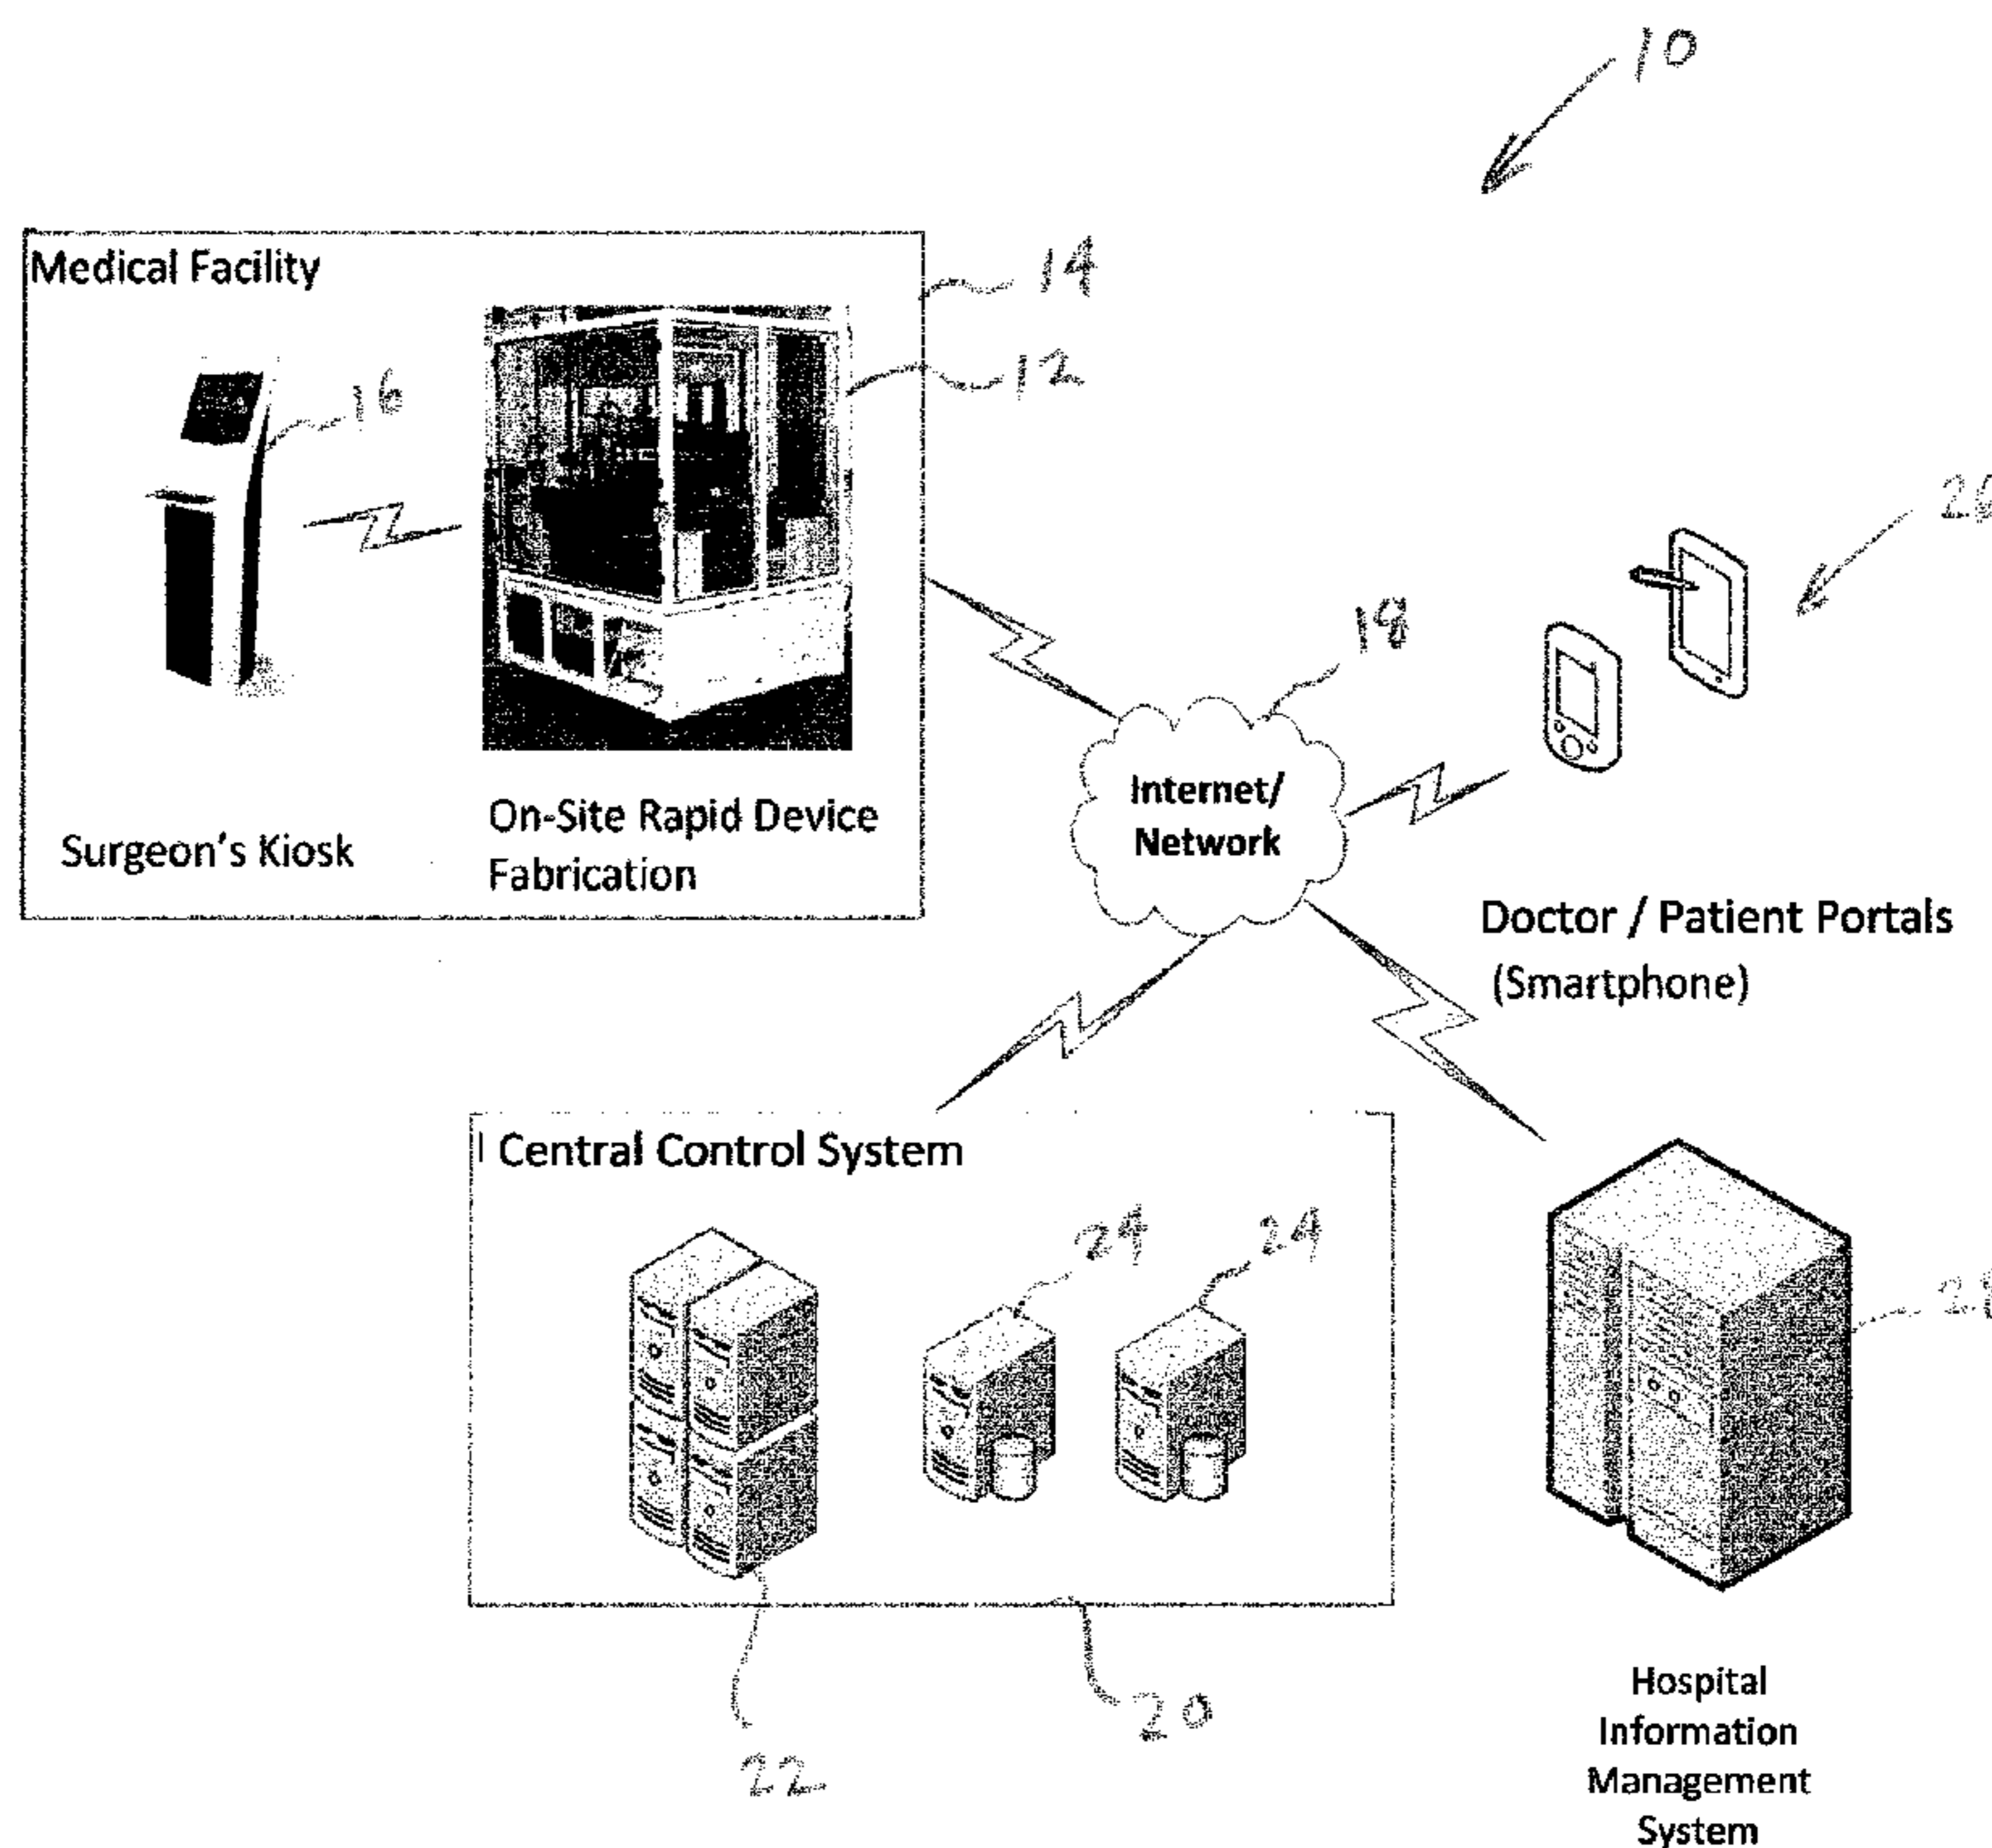 10
Medical Facility
14
12
16
Surgeon's Kiosk
On-Site Rapid Device
Fabrication
18
Internet/
Network
Doctor / Patient Portals
(Smartphone)
Central Control System
24
24
22
20
Hospital
Information
Management
System